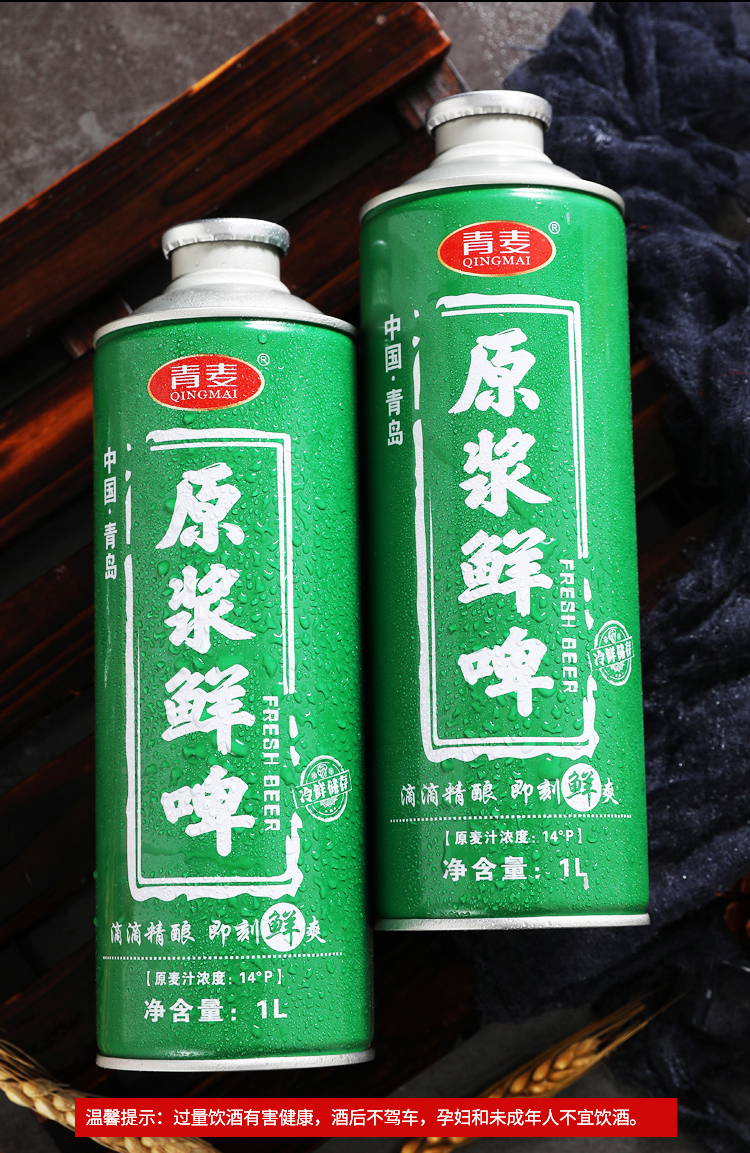 青麦
QINGMAI
®
中国·青岛
原浆鲜啤
FRESH BEER
冷鲜储存
滴滴精酿 即刻鲜爽
【原麦汁浓度：14°P】
净含量：1L
青麦
QINGMAI
®
中国·青岛
原浆鲜啤
FRESH BEER
冷鲜储存
滴滴精酿 即刻鲜爽
【原麦汁浓度：14°P】
净含量：1L
温馨提示：过量饮酒有害健康，酒后不驾车，孕妇和未成年人不宜饮酒。